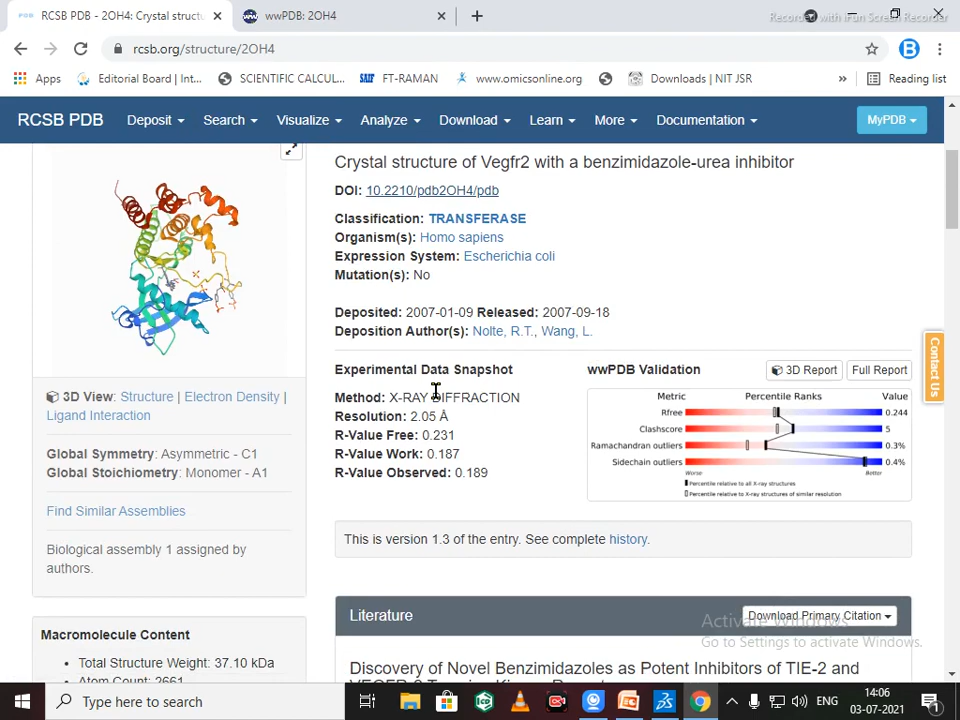 RCSB PDB - 2OH4: Crystal structu
wwPDB: 2OH4
Recorded with iFun Screen Recorder
rcsb.org/structure/2OH4
Apps
Editorial Board | Int...
SCIENTIFIC CALCUL...
SAIF FT-RAMAN
www.omicsonline.org
Downloads | NIT JSR
»
Reading list
RCSB PDB
Deposit
Search
Visualize
Analyze
Download
Learn
More
Documentation
MyPDB
Crystal structure of Vegfr2 with a benzimidazole-urea inhibitor
DOI: 10.2210/pdb2OH4/pdb
Classification: TRANSFERASE
Organism(s): Homo sapiens
Expression System: Escherichia coli
Mutation(s): No
Deposited: 2007-01-09 Released: 2007-09-18
Deposition Author(s): Nolte, R.T., Wang, L.
Experimental Data Snapshot
Method: X-RAY DIFFRACTION
Resolution: 2.05 Å
R-Value Free: 0.231
R-Value Work: 0.187
R-Value Observed: 0.189
wwPDB Validation
3D Report
Full Report
Metric
Percentile Ranks
Value
Rfree
0.244
Clashscore
5
Ramachandran outliers
0.3%
Sidechain outliers
0.4%
Worse
Better
Percentile relative to all X-ray structures
Percentile relative to X-ray structures of similar resolution
3D View: Structure | Electron Density |
Ligand Interaction
Global Symmetry: Asymmetric - C1
Global Stoichiometry: Monomer - A1
Find Similar Assemblies
Biological assembly 1 assigned by
authors.
This is version 1.3 of the entry. See complete history.
Contact Us
Literature
Download Primary Citation
Discovery of Novel Benzimidazoles as Potent Inhibitors of TIE-2 and
Macromolecule Content
Total Structure Weight: 37.10 kDa
Atom Count: 2661
Activate Windows
Go to Settings to activate Windows.
Type here to search
ENG
14:06
03-07-2021
1